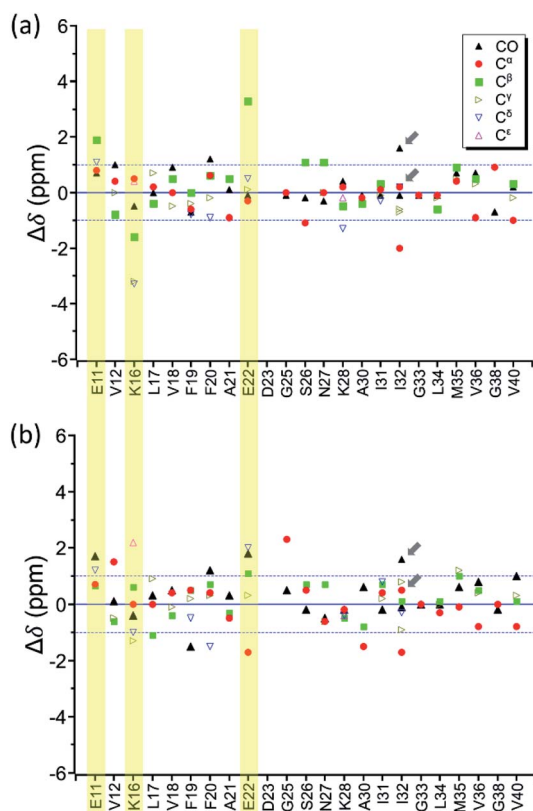 (a)
6
4
2
0
-2
-4
-6
Δδ (ppm)
CO
Cᵅ
Cᵝ
Cᵞ
Cᵟ
Cᵋ
E11
V12
K16
L17
V18
F19
F20
A21
E22
D23
G25
S26
N27
K28
A30
I31
I32
G33
L34
M35
V36
G38
V40
(b)
6
4
2
0
-2
-4
-6
Δδ (ppm)
E11
V12
K16
L17
V18
F19
F20
A21
E22
D23
G25
S26
N27
K28
A30
I31
I32
G33
L34
M35
V36
G38
V40